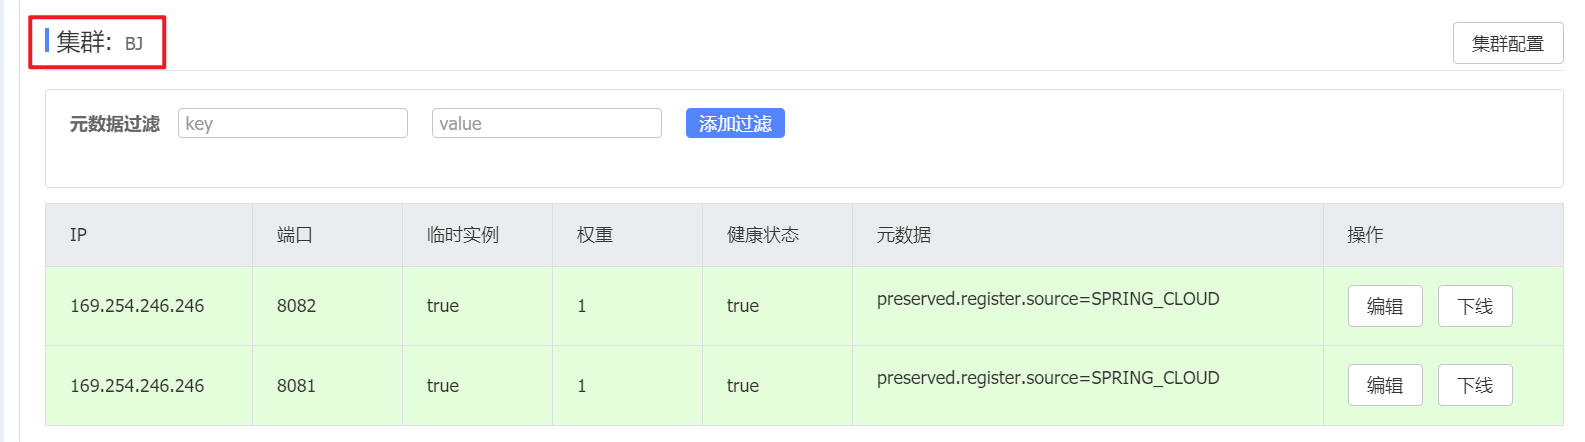 集群: BJ 集群配置
元数据过滤 key value 添加过滤
IP 端口 临时实例 权重 健康状态 元数据 操作
169.254.246.246 8082 true 1 true preserved.register.source=SPRING_CLOUD 编辑 下线
169.254.246.246 8081 true 1 true preserved.register.source=SPRING_CLOUD 编辑 下线